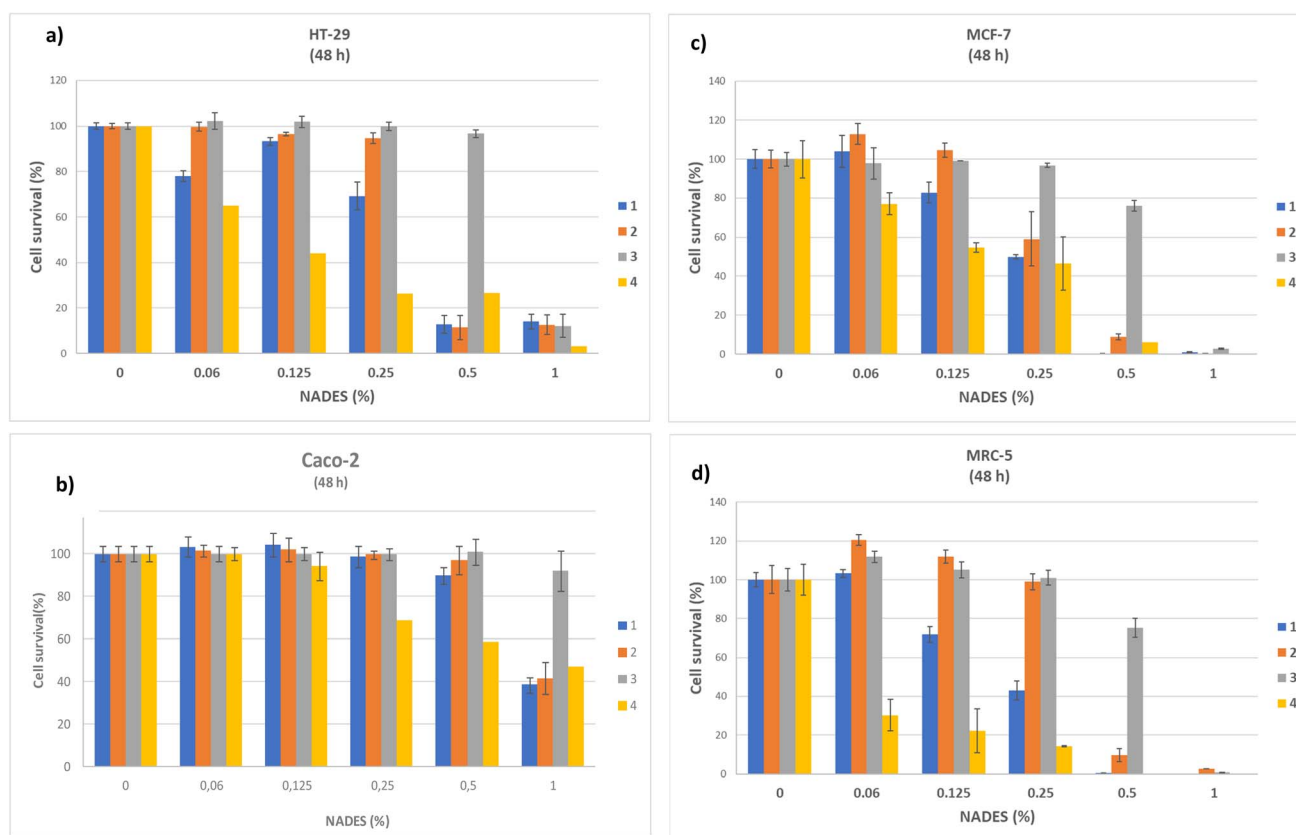 a)
HT-29
(48 h)
120
100
80
60
40
20
0
Cell survival (%)
0 0.06 0.125 0.25 0.5 1
NADES (%)
1
2
3
4
c)
MCF-7
(48 h)
140
120
100
80
60
40
20
0
Cell survival (%)
0 0.06 0.125 0.25 0.5 1
NADES (%)
1
2
3
4
b)
Caco-2
(48 h)
100
80
60
40
20
0
Cell survival(%)
0 0,06 0,125 0,25 0,5 1
NADES (%)
1
2
3
4
d)
MRC-5
(48 h)
140
120
100
80
60
40
20
0
Cell survival (%)
0 0.06 0.125 0.25 0.5 1
NADES (%)
1
2
3
4